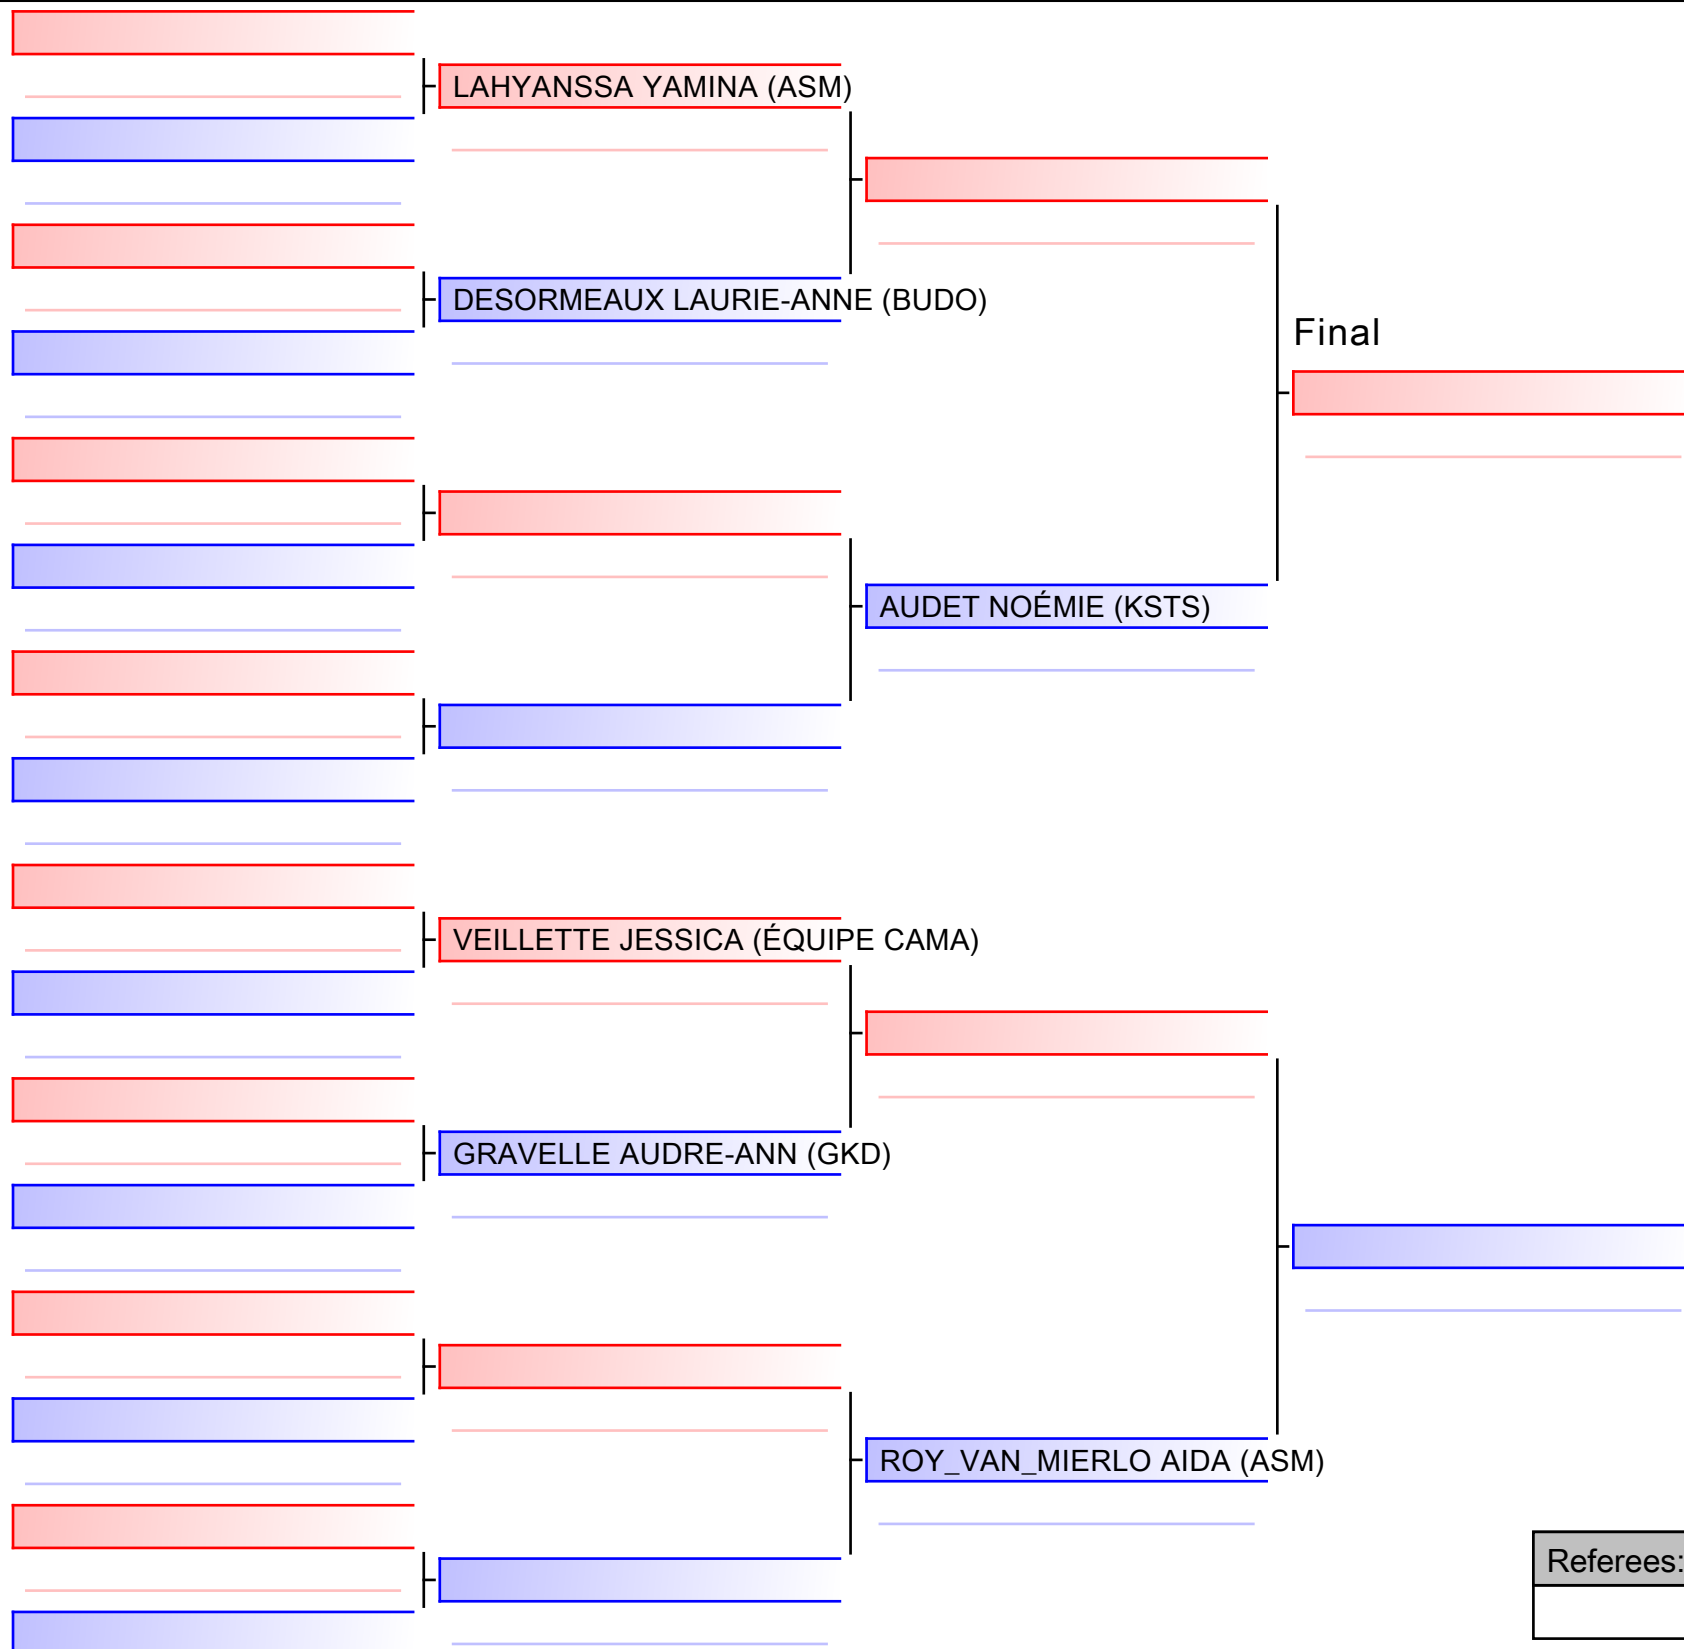 LAHYANSSA YAMINA (ASM)
DESORMEAUX LAURIE-ANNE (BUDO)
Final
AUDET NOÉMIE (KSTS)
VEILLETTE JESSICA (ÉQUIPE CAMA)
GRAVELLE AUDRE-ANN (GKD)
ROY_VAN_MIERLO AIDA (ASM)
Referees: